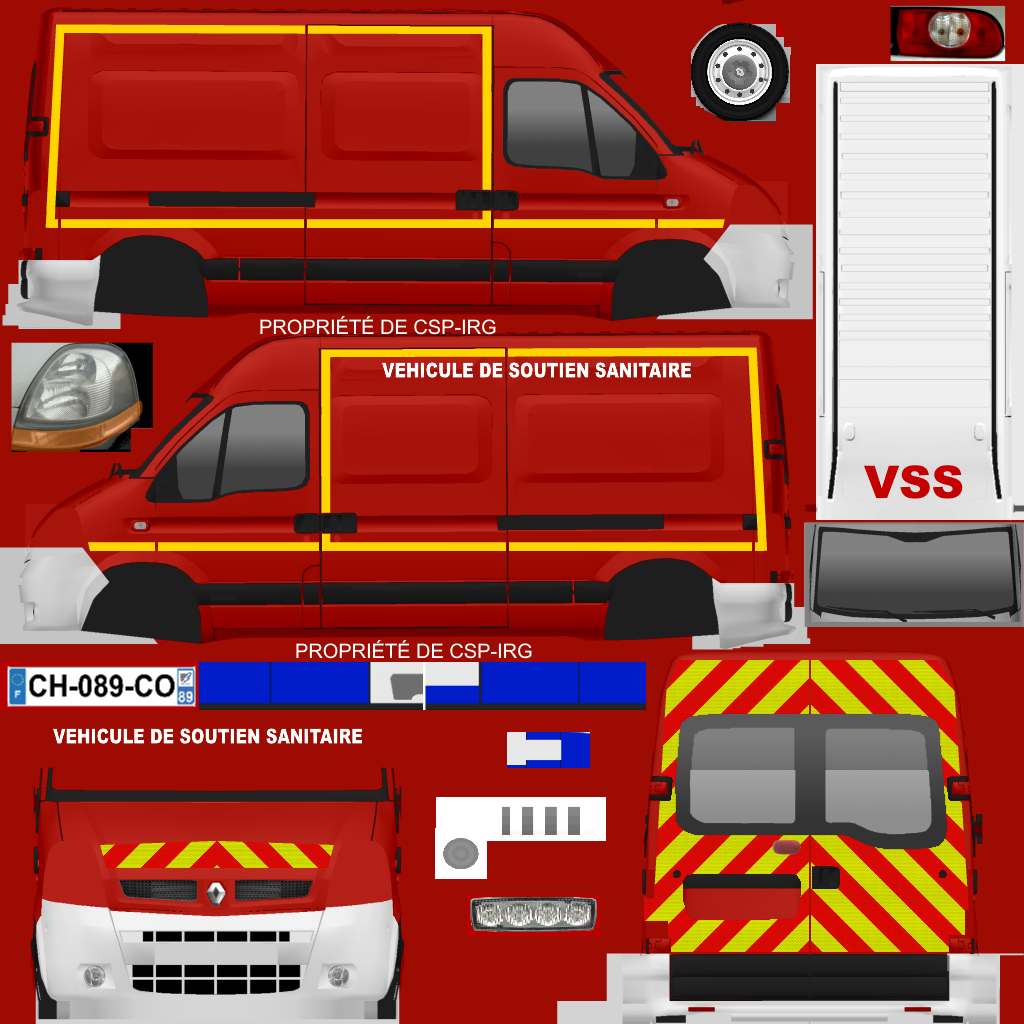 PROPRIÉTÉ DE CSP-IRG
VEHICULE DE SOUTIEN SANITAIRE
VSS
PROPRIÉTÉ DE CSP-IRG
F CH-089-CO 89
VEHICULE DE SOUTIEN SANITAIRE